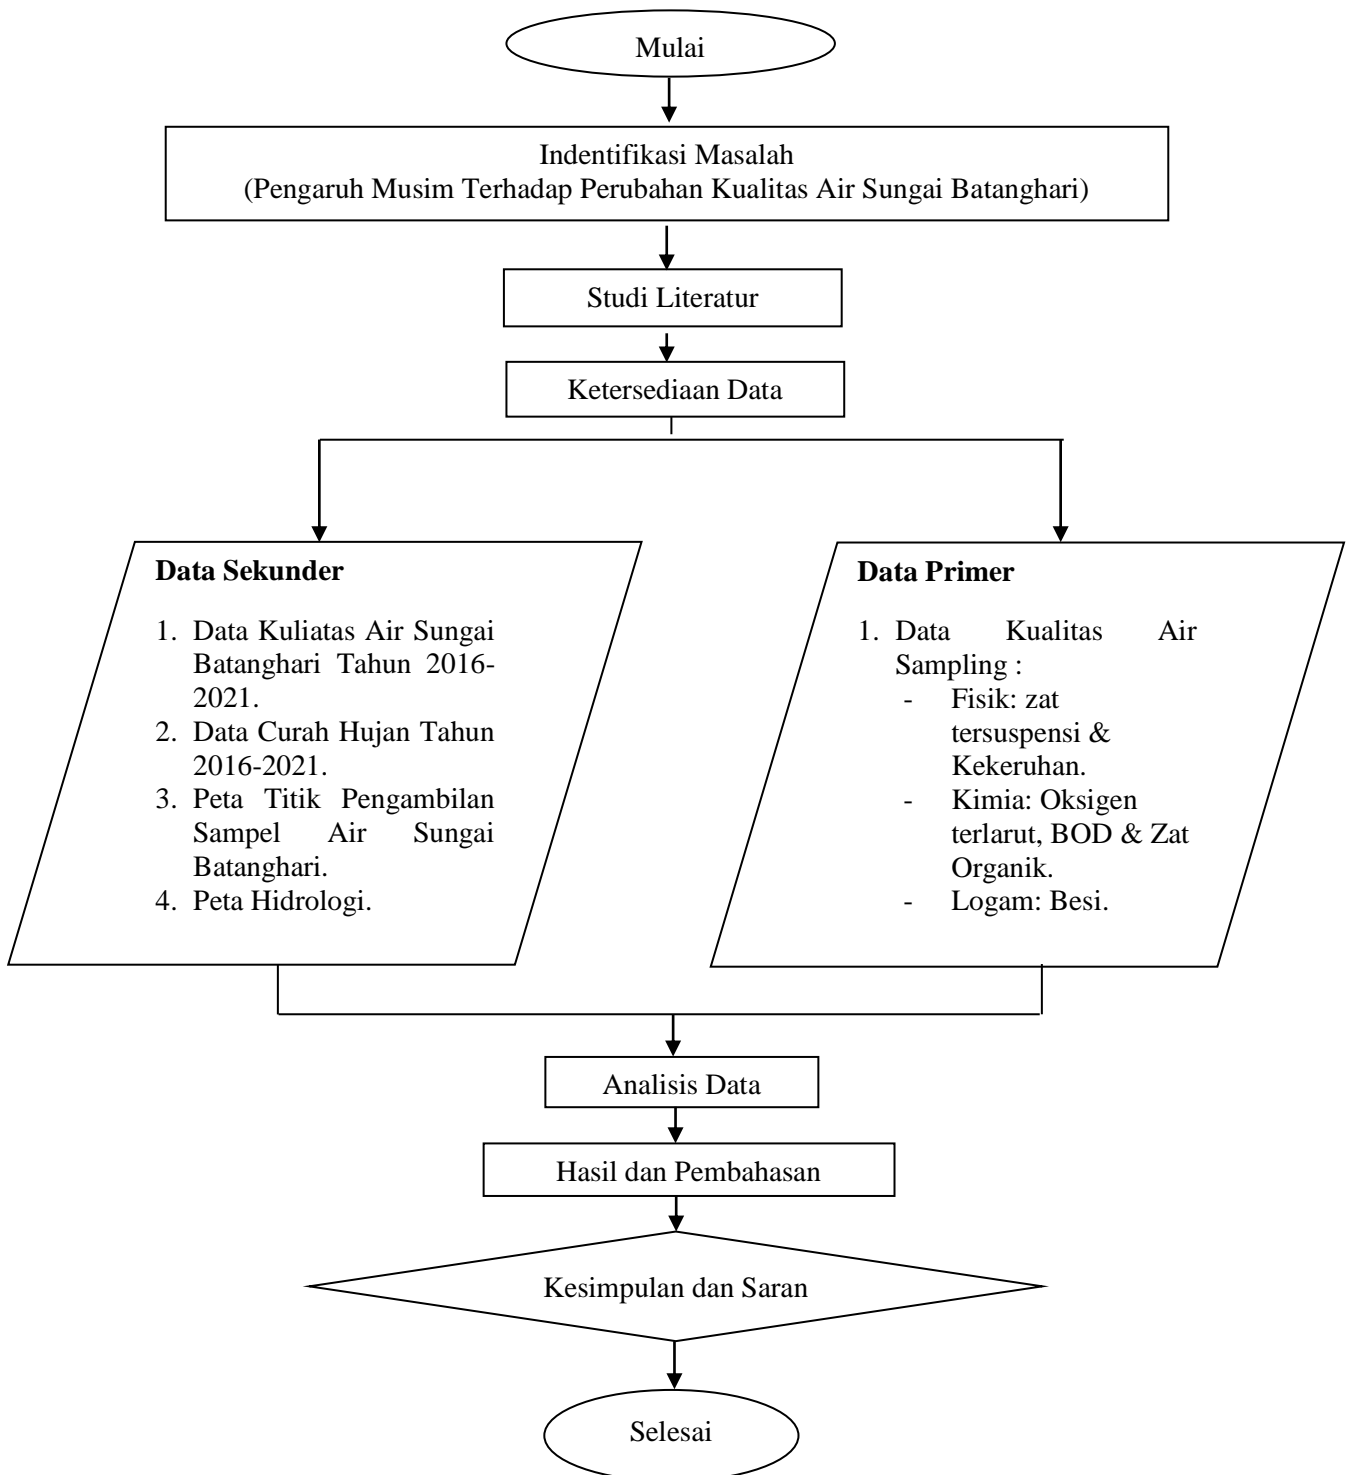 Mulai
Indentifikasi Masalah
(Pengaruh Musim Terhadap Perubahan Kualitas Air Sungai Batanghari)
Studi Literatur
Ketersediaan Data
Data Sekunder
1. Data Kuliatas Air Sungai
Batanghari Tahun 2016-
2021.
2. Data Curah Hujan Tahun
2016-2021.
3. Peta Titik Pengambilan
Sampel Air Sungai
Batanghari.
4. Peta Hidrologi.
Data Primer
1. Data Kualitas Air
Sampling :
- Fisik: zat
tersuspensi &
Kekeruhan.
- Kimia: Oksigen
terlarut, BOD & Zat
Organik.
- Logam: Besi.
Analisis Data
Hasil dan Pembahasan
Kesimpulan dan Saran
Selesai